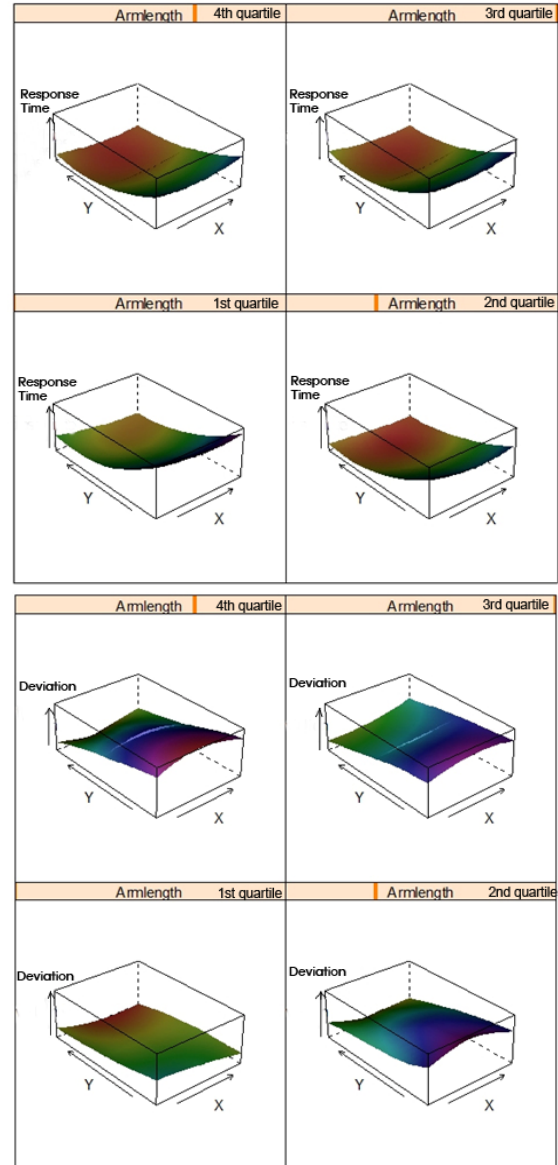 Armlength 4th quartile
Armlength 3rd quartile
Response
Time
Y
X
Response
Time
Y
X
Armlength 1st quartile
Armlength 2nd quartile
Response
Time
Y
X
Response
Time
Y
X
Armlength 4th quartile
Armlength 3rd quartile
Deviation
Y
X
Deviation
Y
X
Armlength 1st quartile
Armlength 2nd quartile
Deviation
Y
X
Deviation
Y
X